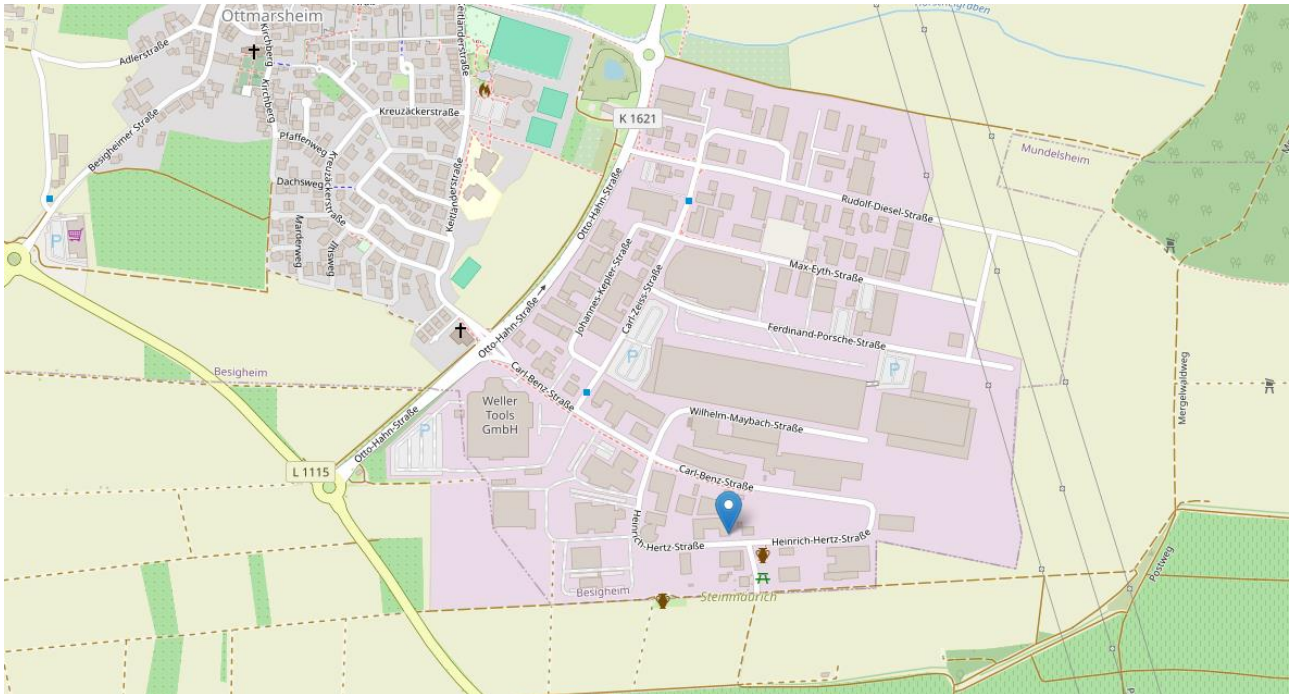 Ottmarsheim
Adlerstraße
Kirchberg
Kirchberg
Keitländerstraße
Besigheimer Straße
Kreuzäckerstraße
Pfaffenweg
Kreuzäckerstraße
Dachsweg
Keitländerstraße
Marderweg
Iltisweg
K 1621
Mundelsheim
Otto-Hahn-Straße
Rudolf-Diesel-Straße
Johannes-Kepler-Straße
Carl-Zeiss-Straße
Max-Eyth-Straße
Ferdinand-Porsche-Straße
Otto-Hahn-Straße
P
P
P
P
Besigheim
Carl-Benz-Straße
Weller
Tools
GmbH
Wilhelm-Maybach-Straße
Otto-Hahn-Straße
L 1115
Carl-Benz-Straße
Mergelwaldweg
Heinrich-Hertz-Straße
Heinrich-Hertz-Straße
Postweg
Besigheim
Steinmäurich